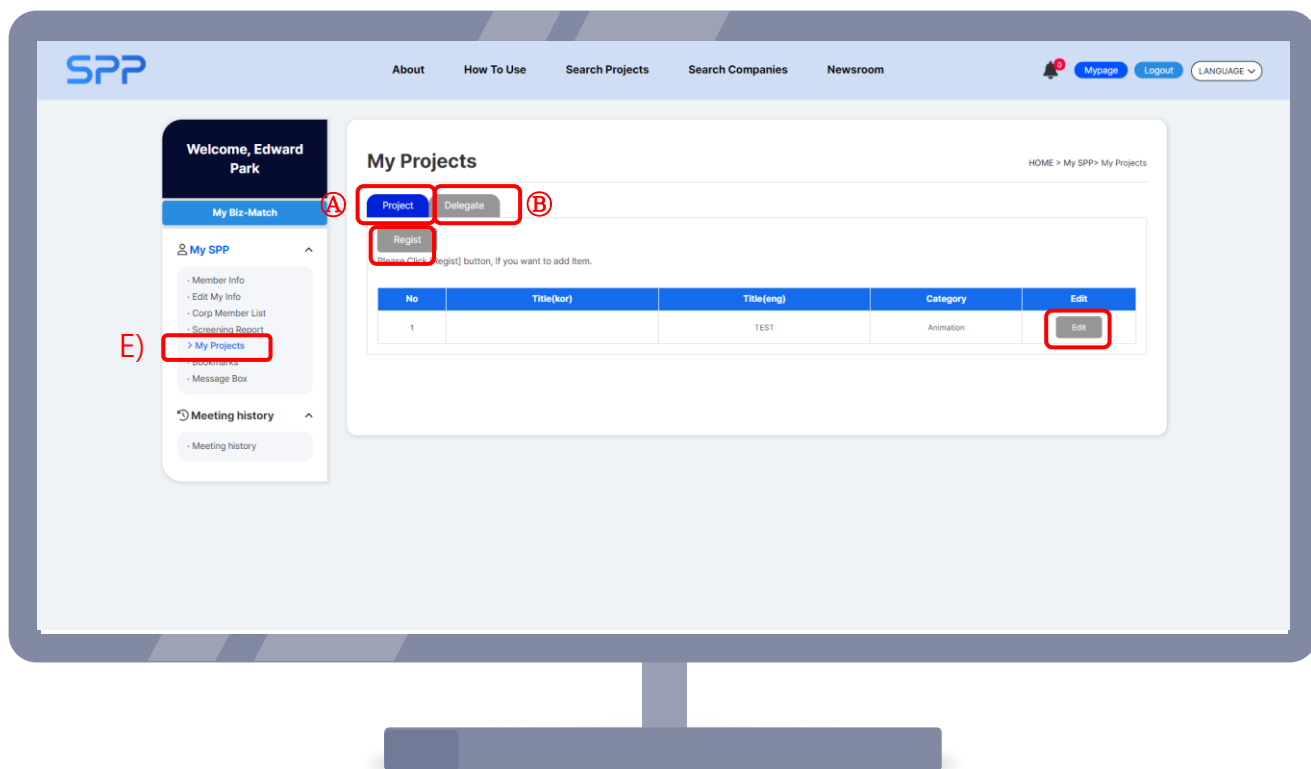 SPP
About How To Use Search Projects Search Companies Newsroom 0 Mypage Logout LANGUAGE
Welcome, Edward
Park
My Biz-Match
My SPP
· Member Info
· Edit My Info
· Corp Member List
· Screening Report
E) > My Projects
· Bookmarks
· Message Box
Meeting history
· Meeting history
My Projects
HOME > My SPP> My Projects
Ⓐ Project Delegate Ⓑ
Regist
Please Click [Regist] button, If you want to add Item.
No Title(kor) Title(eng) Category Edit
1 TEST Animation Edit